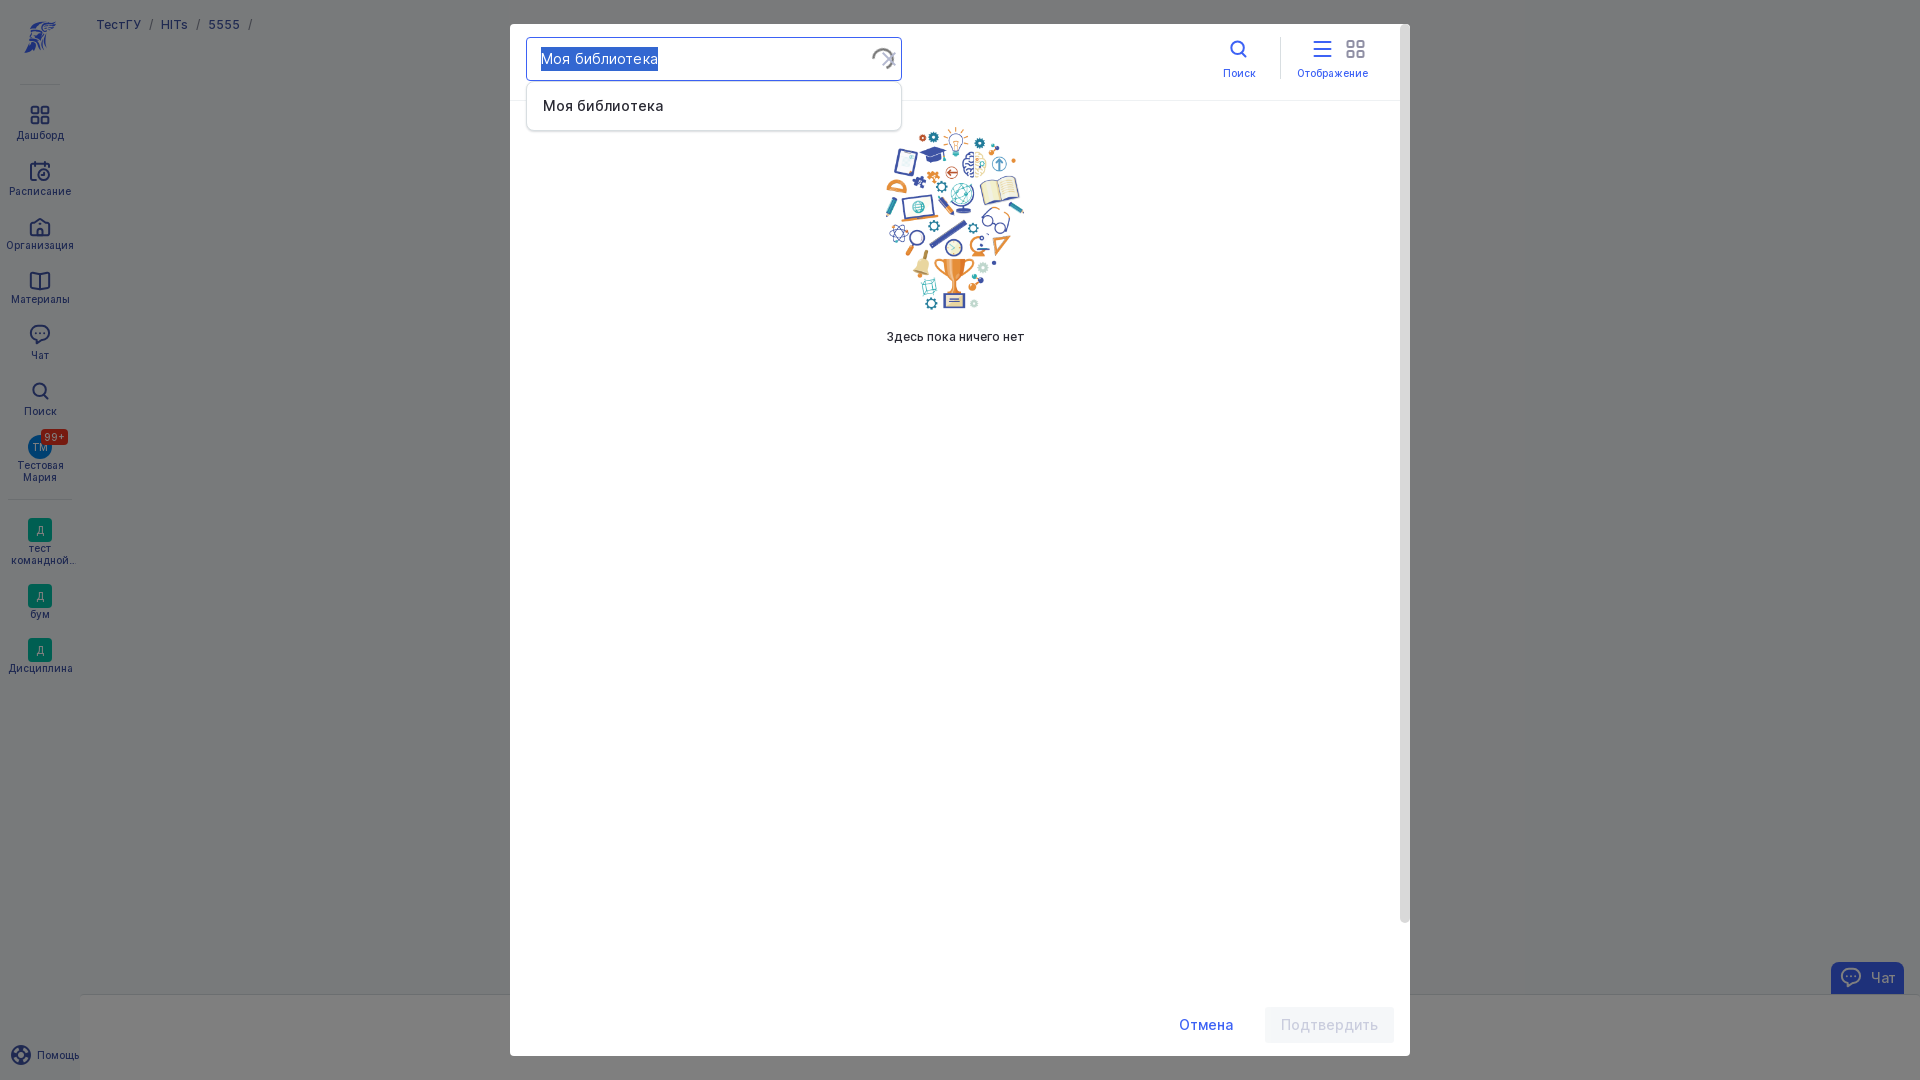 ТестГУ / HITs / 5555 /
Моя библиотека
Моя библиотека
Поиск
Отображение
Здесь пока ничего нет
Дашборд
Расписание
Организация
Материалы
Чат
Поиск
ТМ
99+
Тестовая
Мария
Д
тест
командной...
Д
бум
Д
Дисциплина
Помощь
Чат
Отмена
Подтвердить